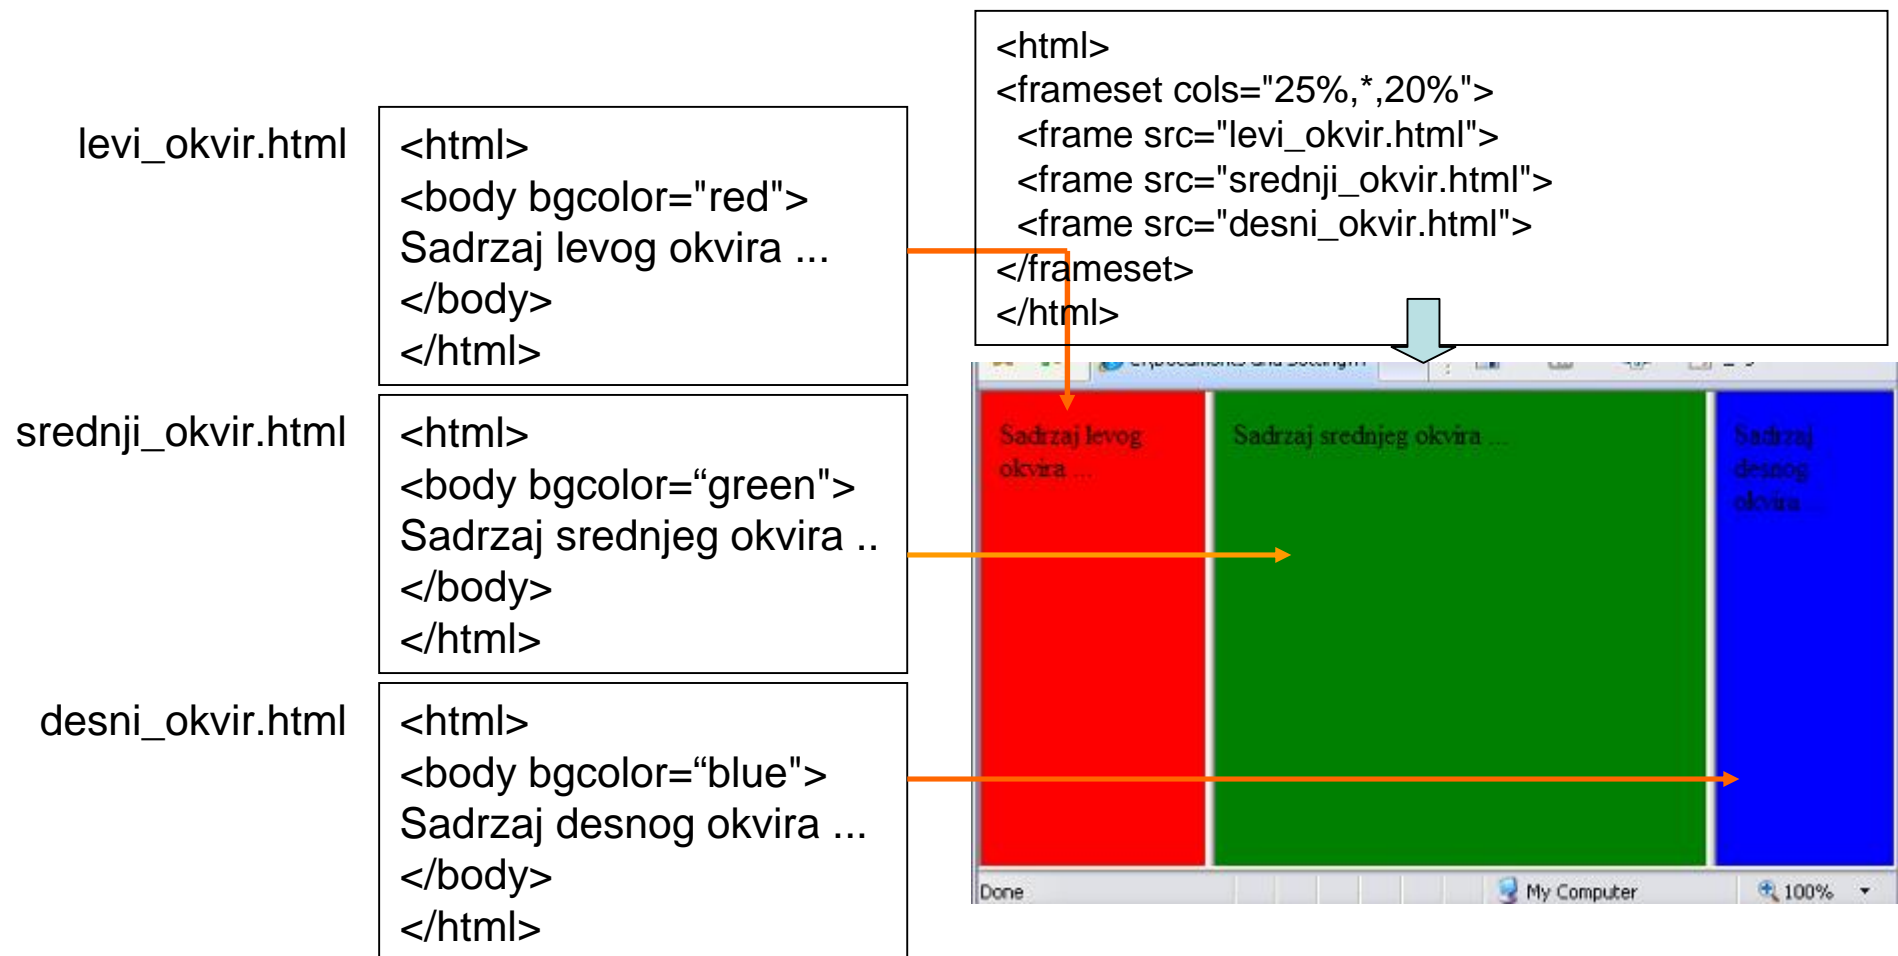 levi_okvir.html
<html>
<body bgcolor="red">
Sadrzaj levog okvira ...
</body>
</html>
srednji_okvir.html
<html>
<body bgcolor=“green">
Sadrzaj srednjeg okvira ..
</body>
</html>
desni_okvir.html
<html>
<body bgcolor=“blue">
Sadrzaj desnog okvira ...
</body>
</html>
<html>
<frameset cols="25%,*,20%">
<frame src="levi_okvir.html">
<frame src="srednji_okvir.html">
<frame src="desni_okvir.html">
</frameset>
</html>
Sadrzaj levog
okvira ...
Sadrzaj srednjeg okvira ...
Sadrzaj
desnog
okvira ...
Done
My Computer
100%